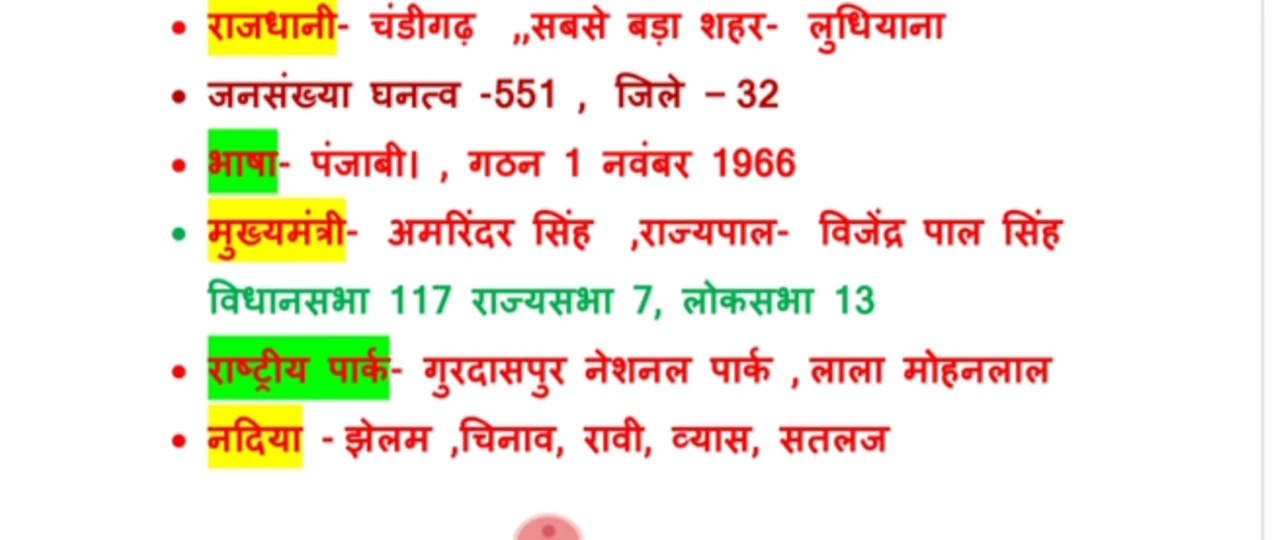 • राजधानी- चंडीगढ़ ,,सबसे बड़ा शहर- लुधियाना
• जनसंख्या घनत्व -551 , जिले – 32
• भाषा- पंजाबी। , गठन 1 नवंबर 1966
• मुख्यमंत्री- अमरिंदर सिंह ,राज्यपाल- विजेंद्र पाल सिंह
विधानसभा 117 राज्यसभा 7, लोकसभा 13
• राष्ट्रीय पार्क- गुरदासपुर नेशनल पार्क , लाला मोहनलाल
• नदिया - झेलम ,चिनाव, रावी, व्यास, सतलज